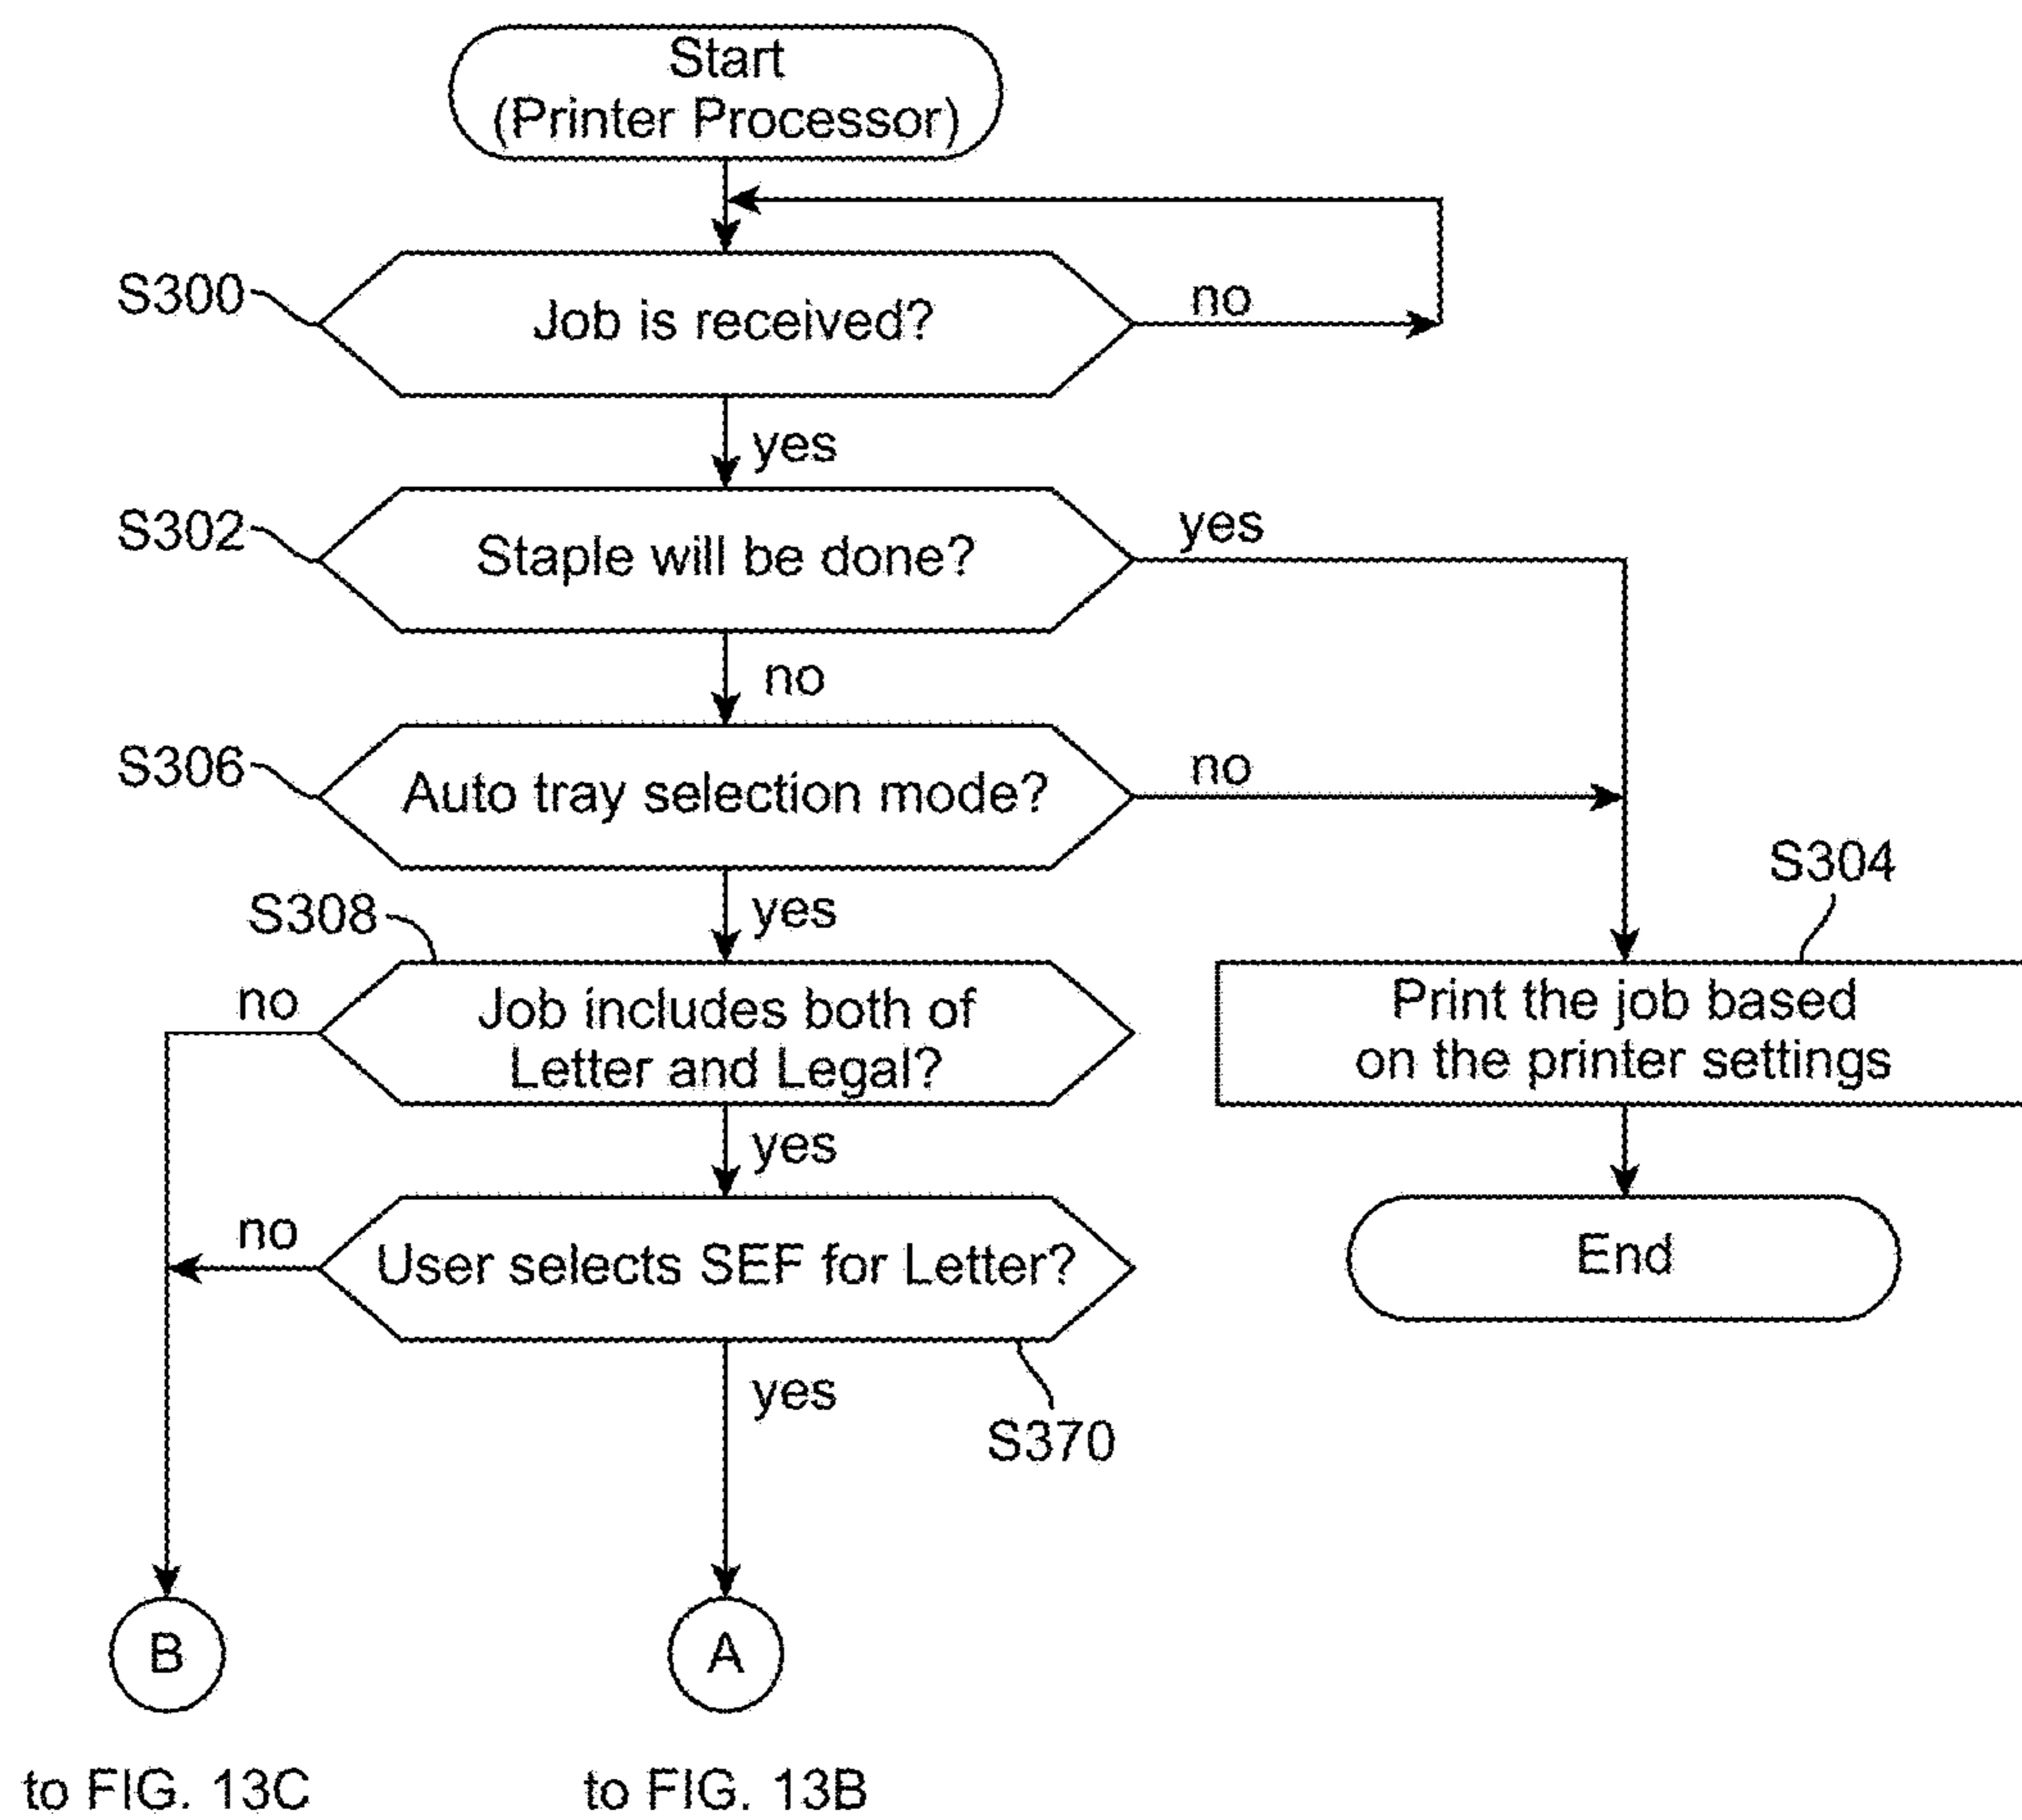 Start
(Printer Processor)
S300
Job is received?
no
yes
S302
Staple will be done?
yes
no
S306
Auto tray selection mode?
no
yes
S308
S304
no
Job includes both of
Letter and Legal?
Print the job based
on the printer settings
yes
no
User selects SEF for Letter?
End
yes
S370
B
A
to FIG. 13C
to FIG. 13B